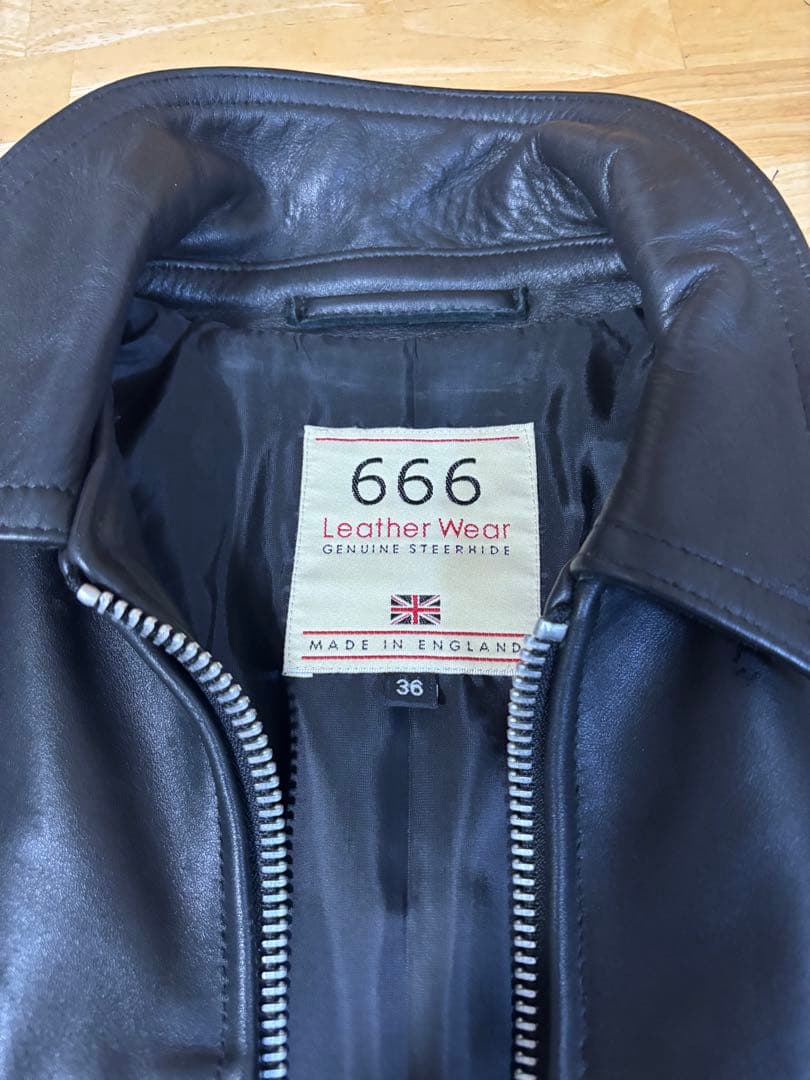 666
Leather Wear
GENUINE STEERHIDE
MADE IN ENGLAND
36